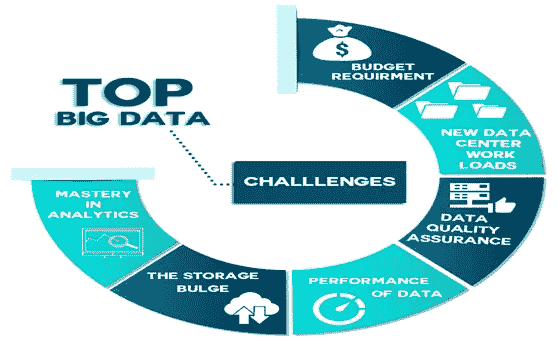 TOP
BIG DATA
CHALLLENGES
$
BUDGET
REQUIRMENT
NEW DATA
CENTER
WORK
LOADS
DATA
QUALITY
ASSURANCE
PERFORMANCE
OF DATA
THE STORAGE
BULGE
MASTERY
IN
ANALYTICS